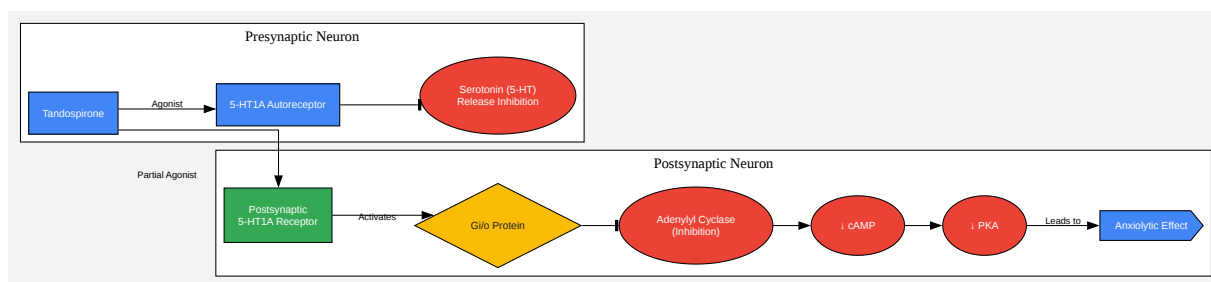 Presynaptic Neuron
Tandospirone
Agonist
5-HT1A Autoreceptor
Serotonin (5-HT)
Release Inhibition
Partial Agonist
Postsynaptic Neuron
Postsynaptic
5-HT1A Receptor
Activates
Gi/o Protein
Adenylyl Cyclase
(Inhibition)
↓ cAMP
↓ PKA
Leads to
Anxiolytic Effect